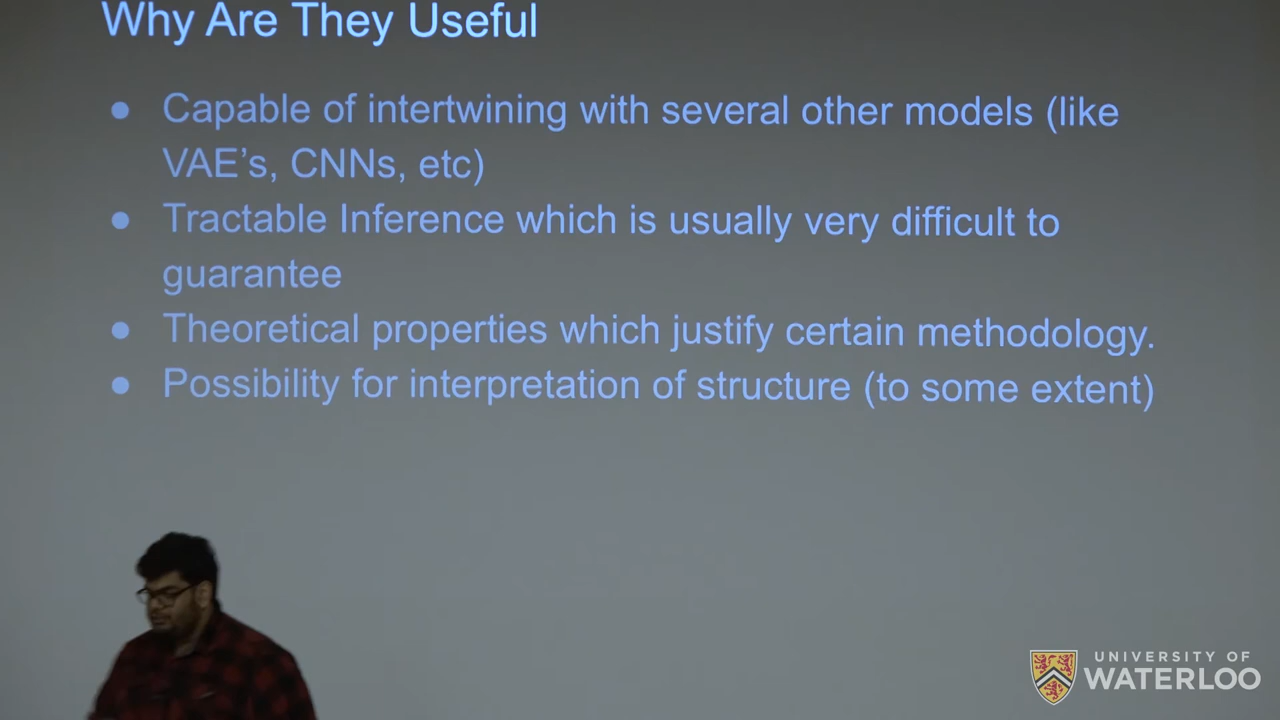 Why Are They Useful
● Capable of intertwining with several other models (like
VAE's, CNNs, etc)
● Tractable Inference which is usually very difficult to
guarantee
● Theoretical properties which justify certain methodology.
● Possibility for interpretation of structure (to some extent)
UNIVERSITY OF
WATERLOO